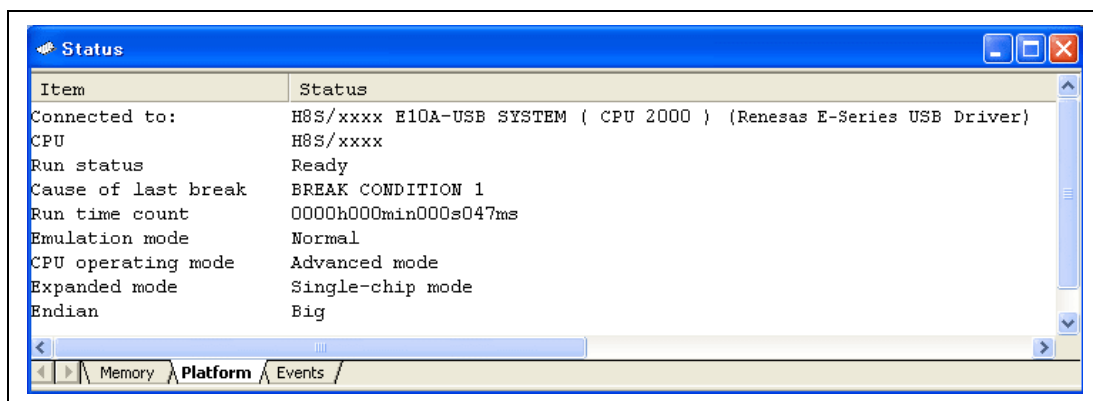 Status
Item Status
Connected to: H8S/xxxx E10A-USB SYSTEM ( CPU 2000 ) (Renesas E-Series USB Driver)
CPU H8S/xxxx
Run status Ready
Cause of last break BREAK CONDITION 1
Run time count 0000h000min000s047ms
Emulation mode Normal
CPU operating mode Advanced mode
Expanded mode Single-chip mode
Endian Big
Memory Platform Events